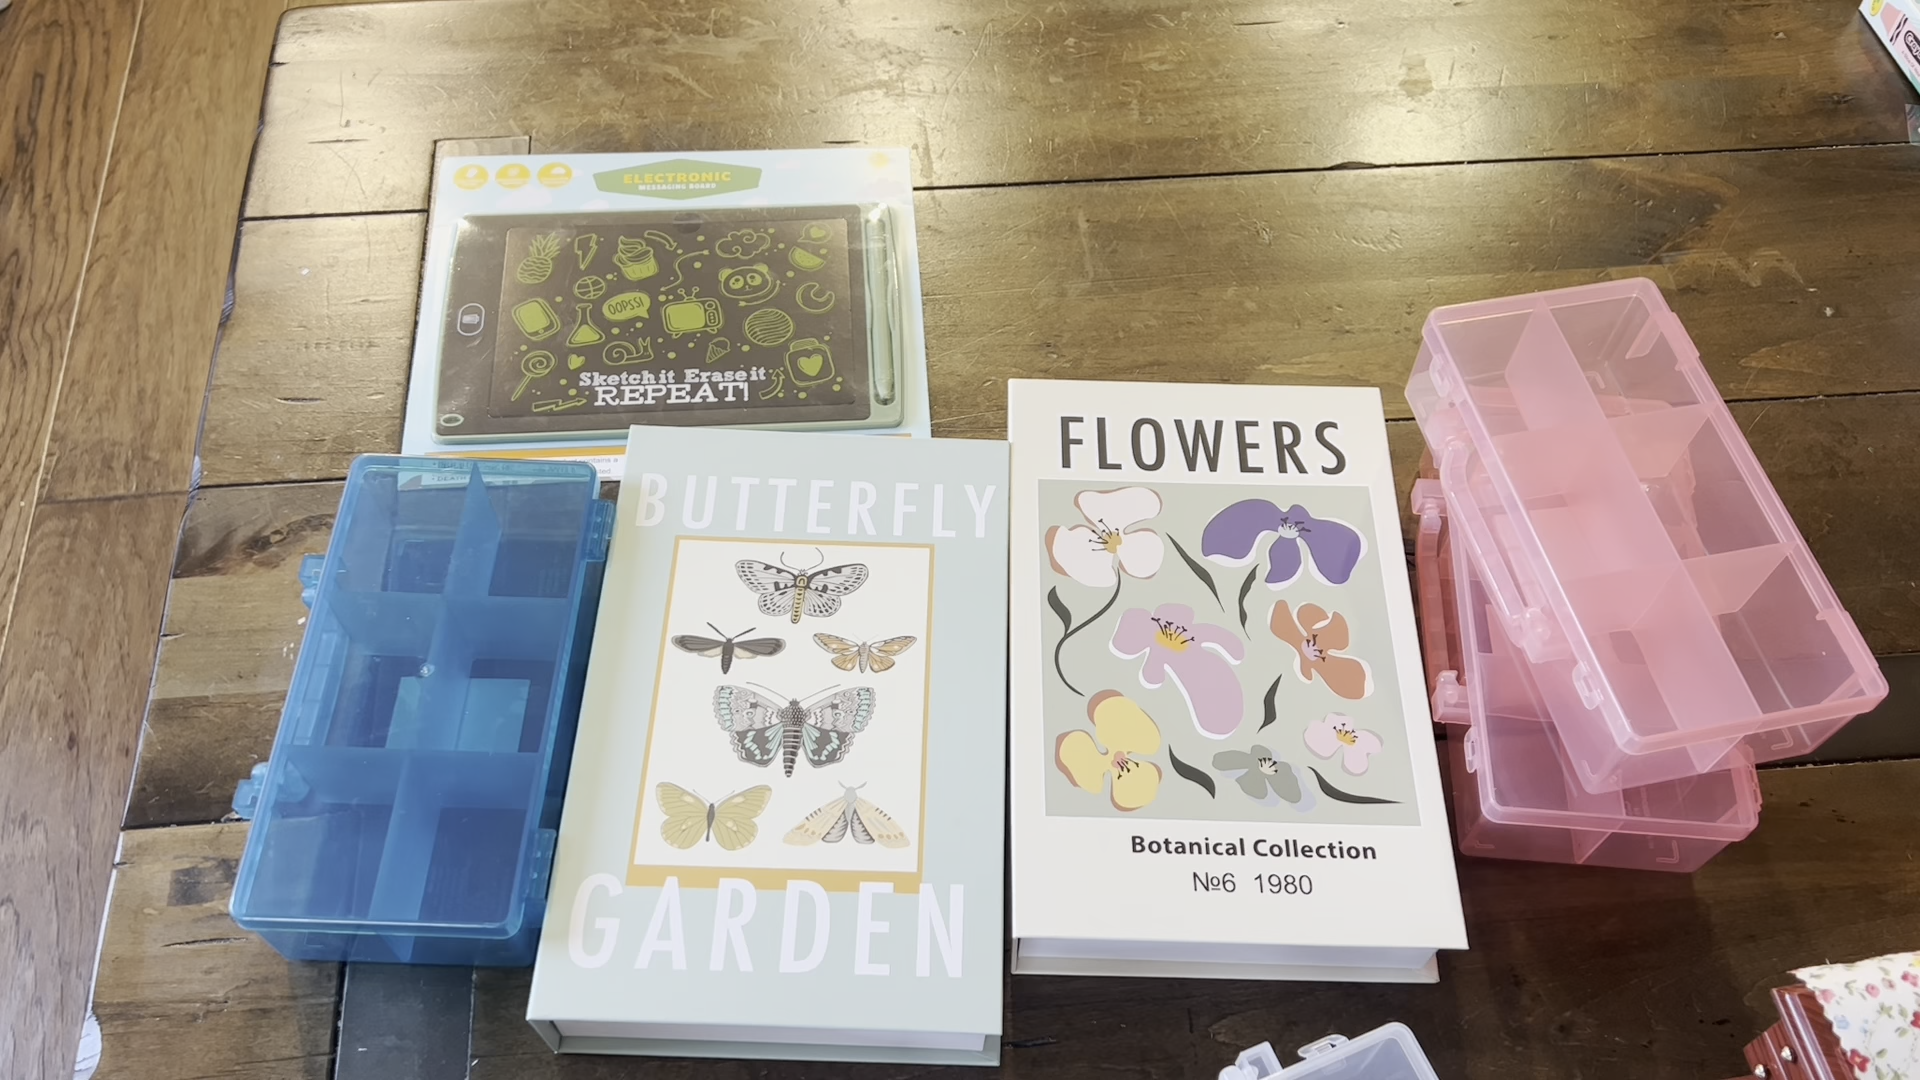 ELECTRONIC
MESSAGING BOARD
OOPSS!
Sketch it Erase it
REPEAT!
BUTTERFLY
GARDEN
FLOWERS
Botanical Collection
№6 1980